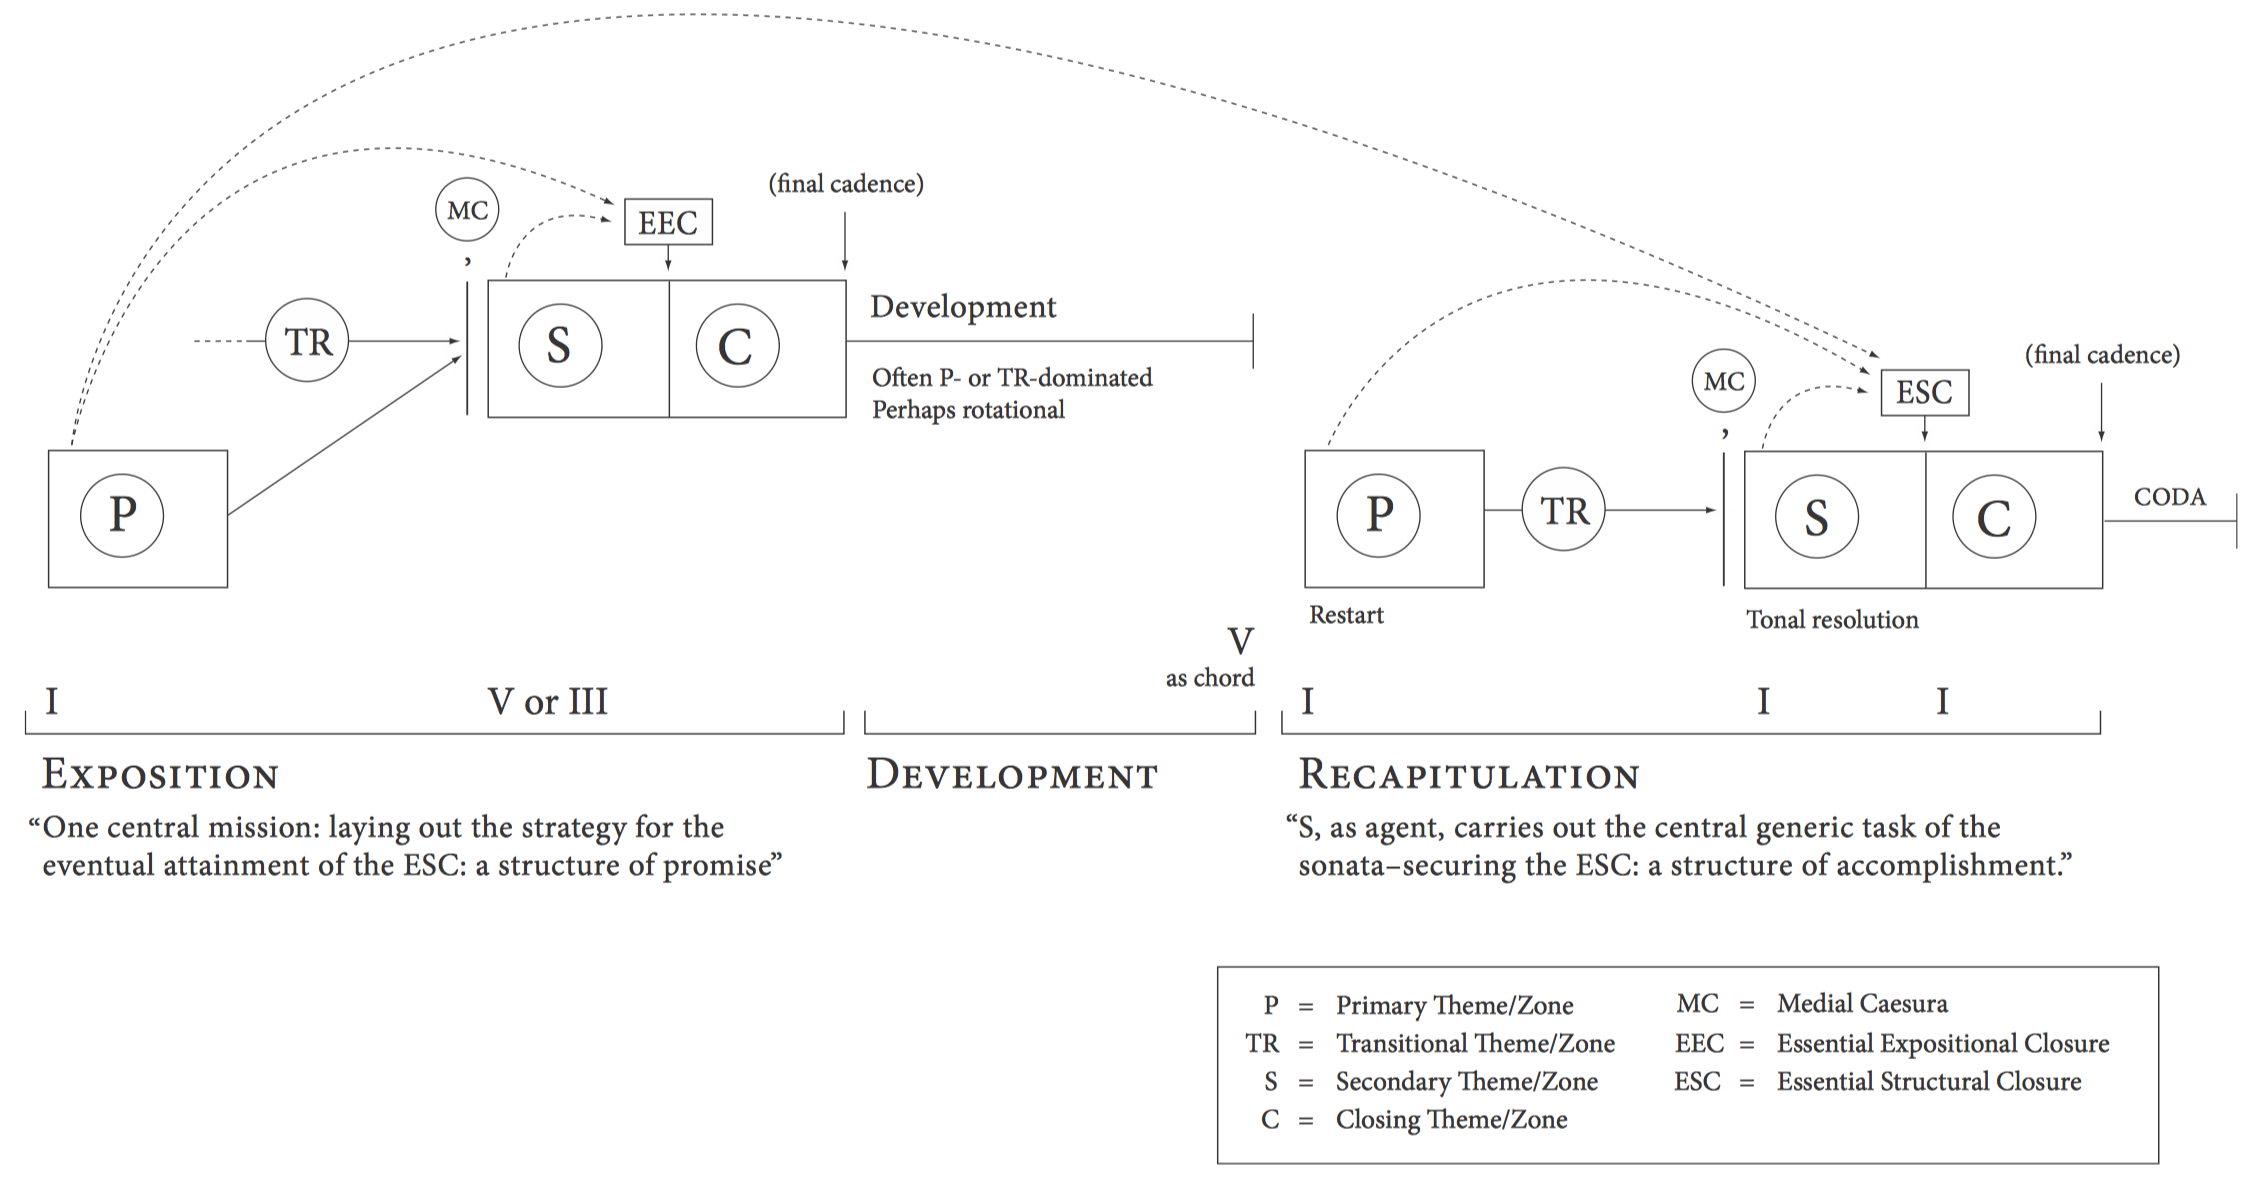 (final cadence)
MC
,
EEC
TR
S
C
Development
Often P- or TR-dominated
Perhaps rotational
P
(final cadence)
MC
,
ESC
P
TR
S
C
CODA
Restart
Tonal resolution
V
as chord
I
V or III
I
I
I
EXPOSITION
“One central mission: laying out the strategy for the
eventual attainment of the ESC: a structure of promise”
DEVELOPMENT
RECAPITULATION
“S, as agent, carries out the central generic task of the
sonata–securing the ESC: a structure of accomplishment.”
P = Primary Theme/Zone
TR = Transitional Theme/Zone
S = Secondary Theme/Zone
C = Closing Theme/Zone
MC = Medial Caesura
EEC = Essential Expositional Closure
ESC = Essential Structural Closure